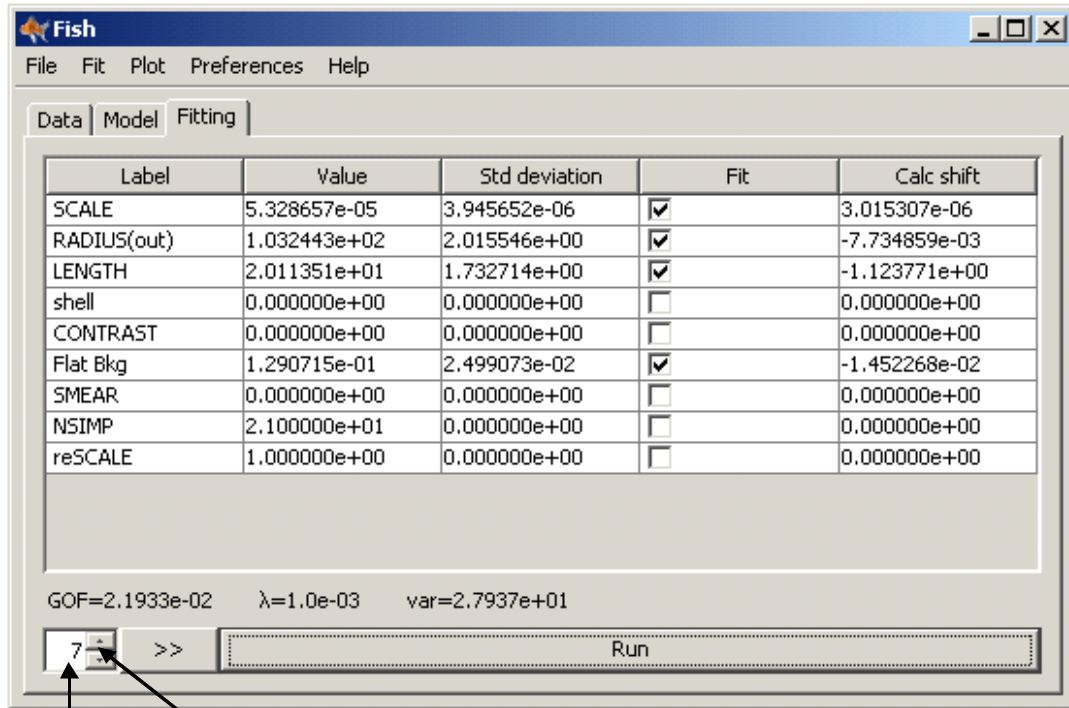 Fish
File Fit Plot Preferences Help
Data Model Fitting
Label Value Std deviation Fit Calc shift
SCALE 5.328657e-05 3.945652e-06 3.015307e-06
RADIUS(out) 1.032443e+02 2.015546e+00 -7.734859e-03
LENGTH 2.011351e+01 1.732714e+00 -1.123771e+00
shell 0.000000e+00 0.000000e+00 0.000000e+00
CONTRAST 0.000000e+00 0.000000e+00 0.000000e+00
Flat Bkg 1.290715e-01 2.499073e-02 -1.452268e-02
SMEAR 0.000000e+00 0.000000e+00 0.000000e+00
NSIMP 2.100000e+01 0.000000e+00 0.000000e+00
reSCALE 1.000000e+00 0.000000e+00 0.000000e+00
GOF=2.1933e-02 λ=1.0e-03 var=2.7937e+01
7 >> Run